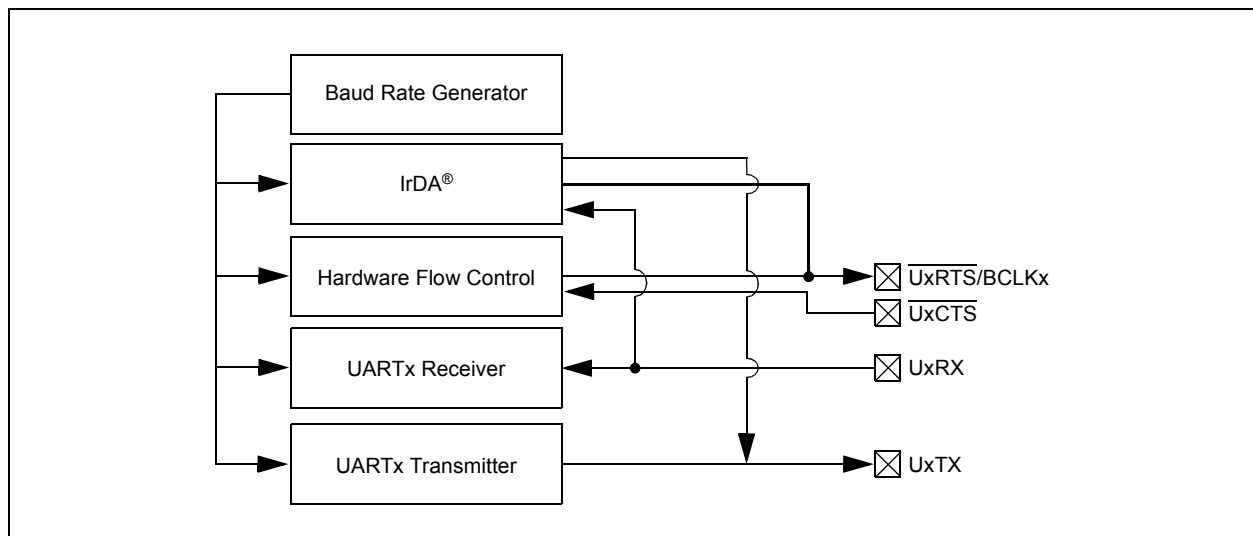 Baud Rate Generator
IrDA®
Hardware Flow Control
UxRTS/BCLKx
UxCTS
UARTx Receiver
UxRX
UARTx Transmitter
UxTX